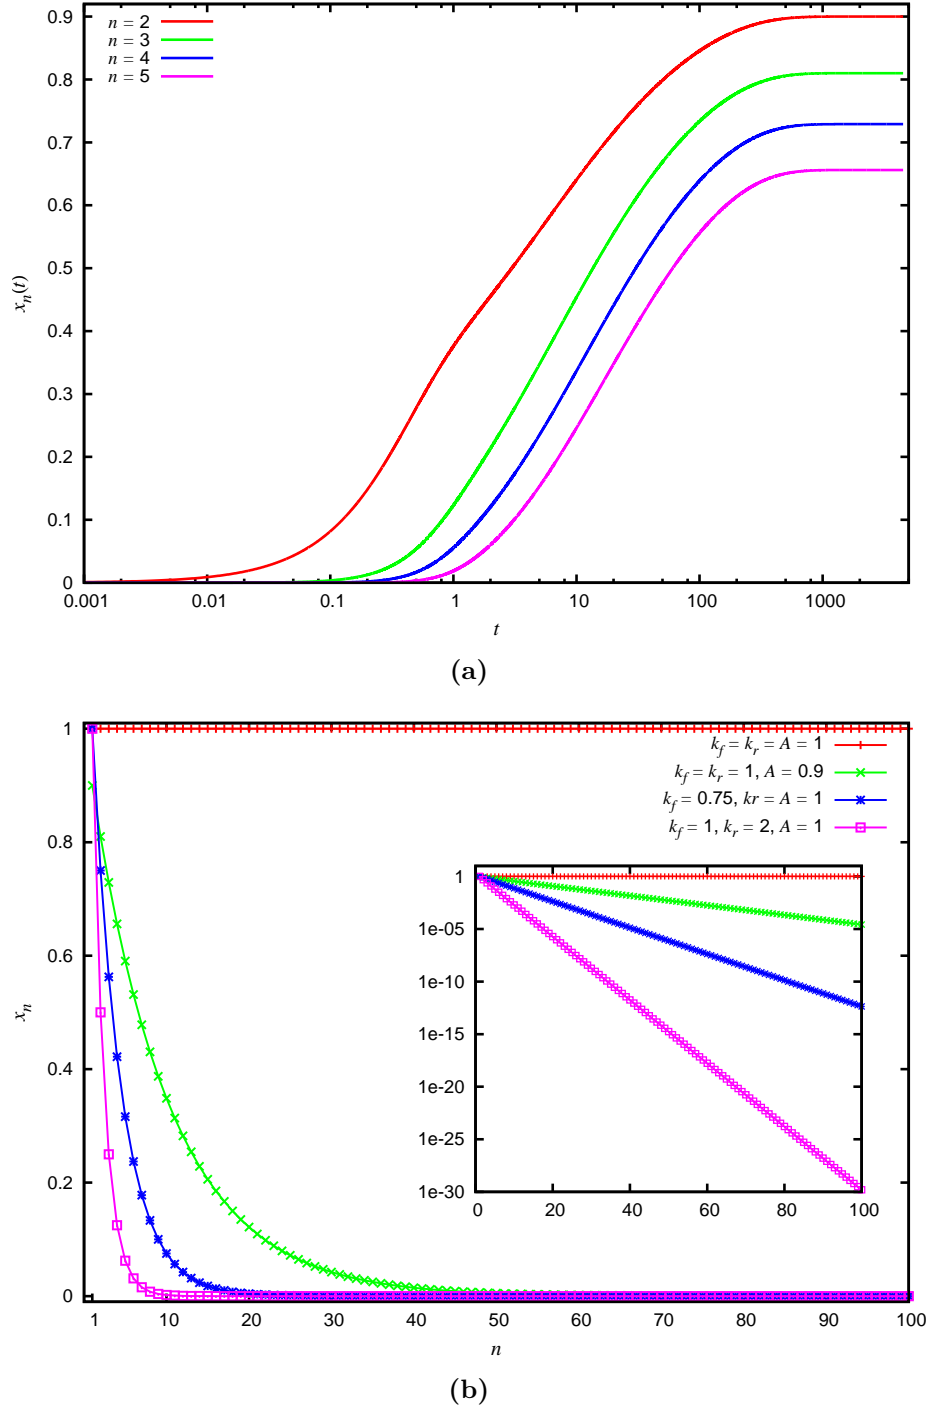 0.9
0.8
0.7
0.6
0.5
0.4
0.3
0.2
0.1
0
n = 2
n = 3
n = 4
n = 5
x_n(t)
0.001 0.01 0.1 1 10 100 1000
t
(a)
1
0.8
0.6
0.4
0.2
0
k_f = k_r = A = 1
k_f = k_r = 1, A = 0.9
k_f = 0.75, kr = A = 1
k_f = 1, k_r = 2, A = 1
1
1e-05
1e-10
1e-15
1e-20
1e-25
1e-30
0 20 40 60 80 100
x_n
1 10 20 30 40 50 60 70 80 90 100
n
(b)